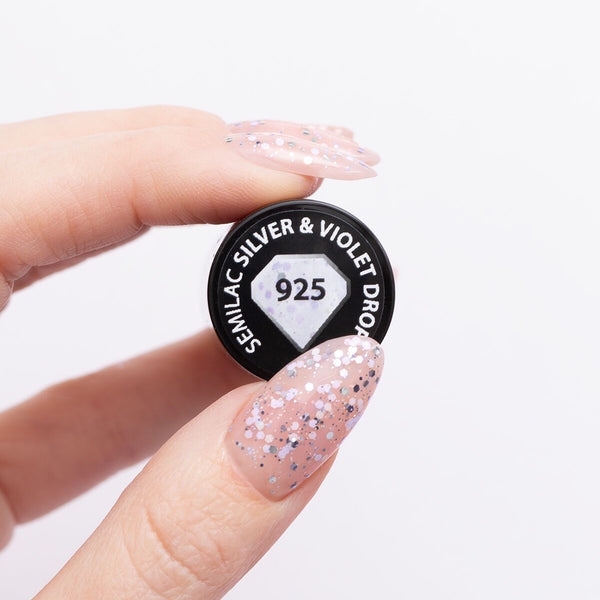 SEMILAC SILVER & VIOLET DROP
925